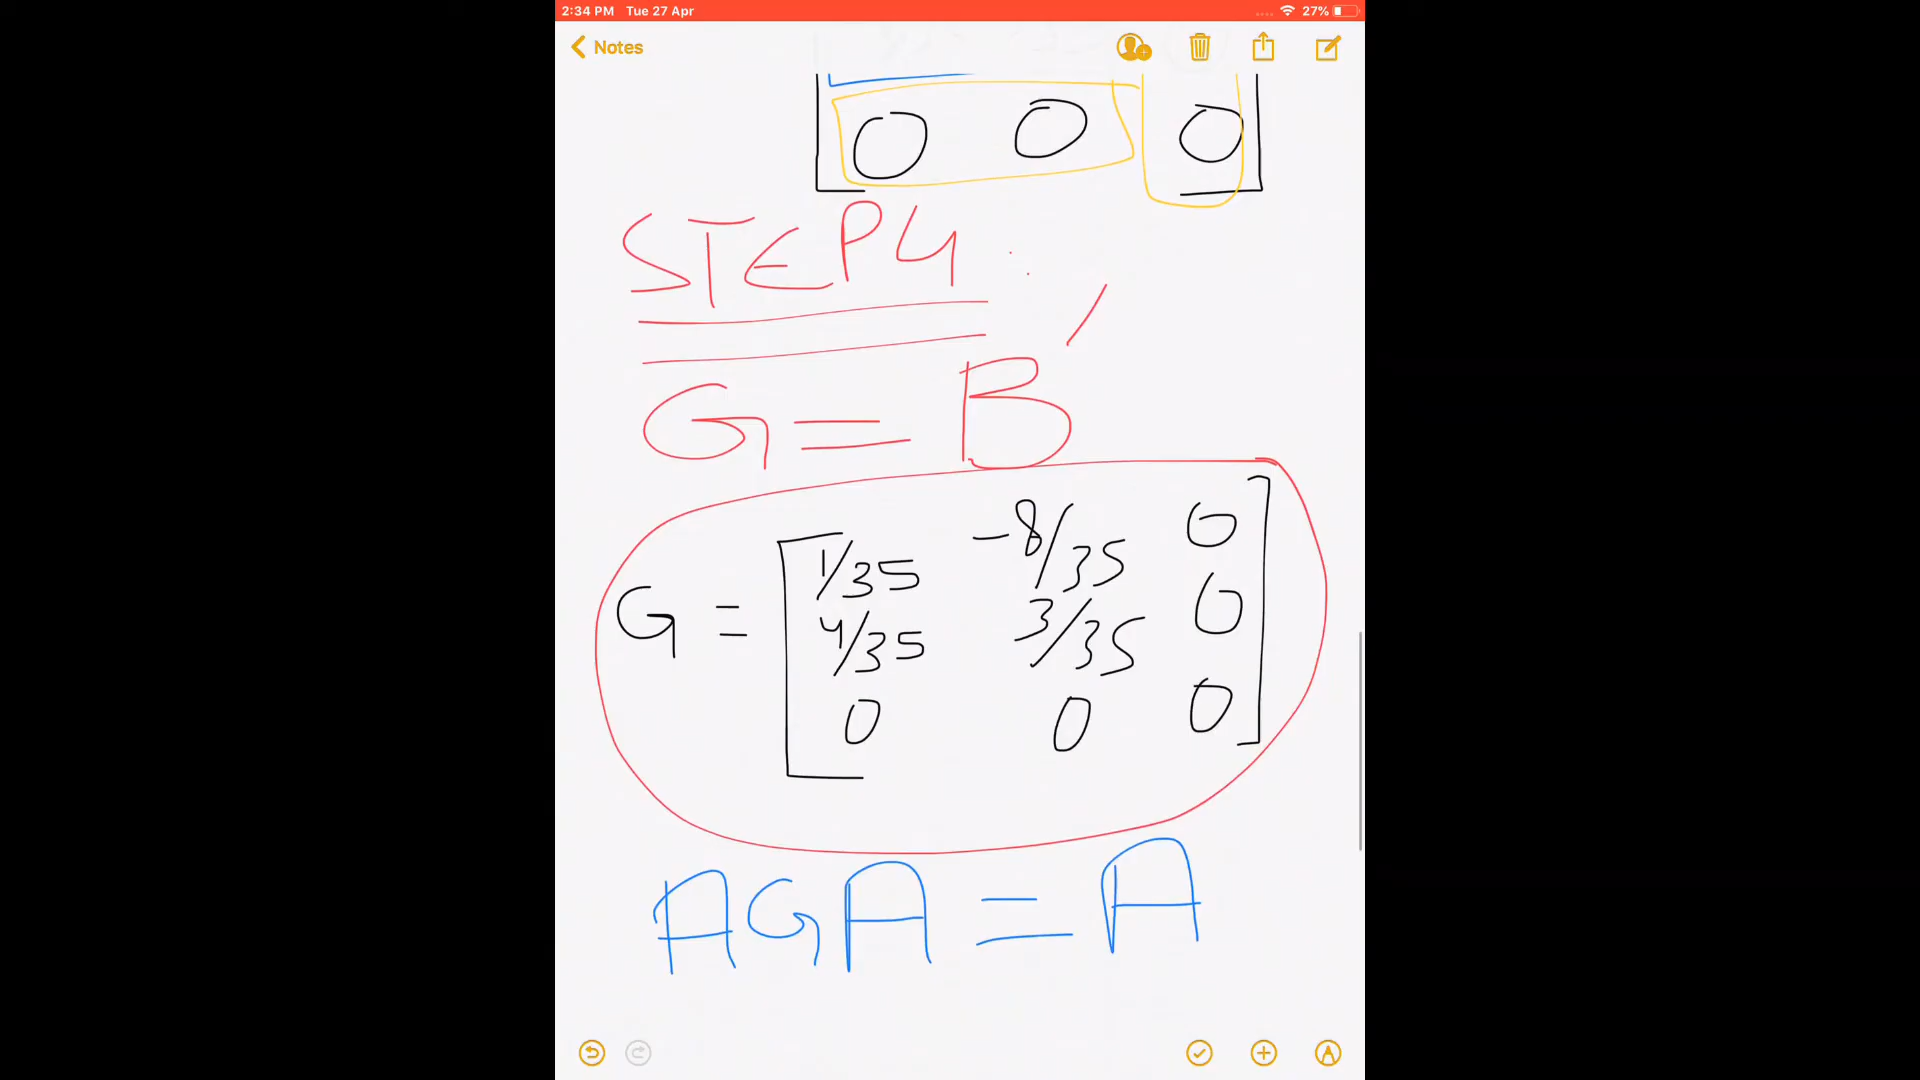 2:34 PM Tue 27 Apr 27%
Notes
0 0 0
STEP4
G = B'
1/35 -8/35 0
G = 4/35 3/35 0
0 0 0
AGA = A